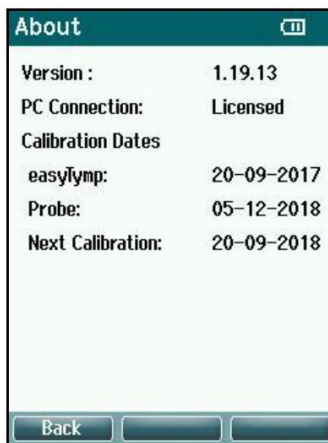 About
Version : 1.19.13
PC Connection: Licensed
Calibration Dates
easyTymp: 20-09-2017
Probe: 05-12-2018
Next Calibration: 20-09-2018
Back